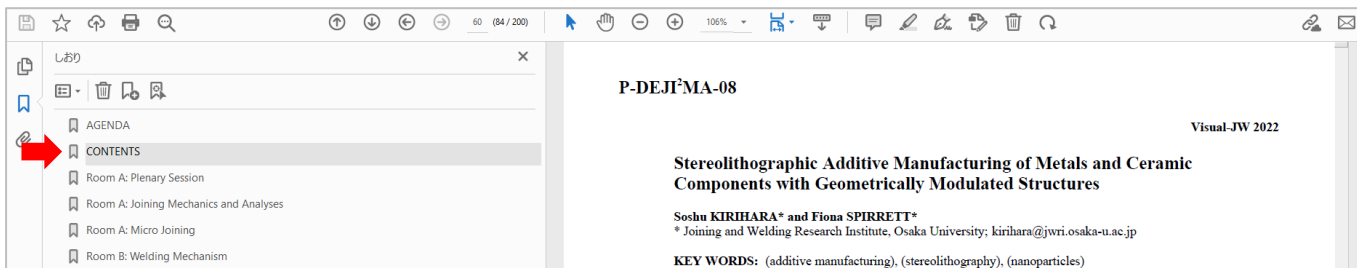 60 (84 / 200)
106%
しおり
AGENDA
CONTENTS
Room A: Plenary Session
Room A: Joining Mechanics and Analyses
Room A: Micro Joining
Room B: Welding Mechanism
P-DEJI²MA-08
Visual-JW 2022
Stereolithographic Additive Manufacturing of Metals and Ceramic
Components with Geometrically Modulated Structures
Soshu KIRIHARA* and Fiona SPIRRETT*
* Joining and Welding Research Institute, Osaka University; kirihara@jwri.osaka-u.ac.jp
KEY WORDS: (additive manufacturing), (stereolithography), (nanoparticles)